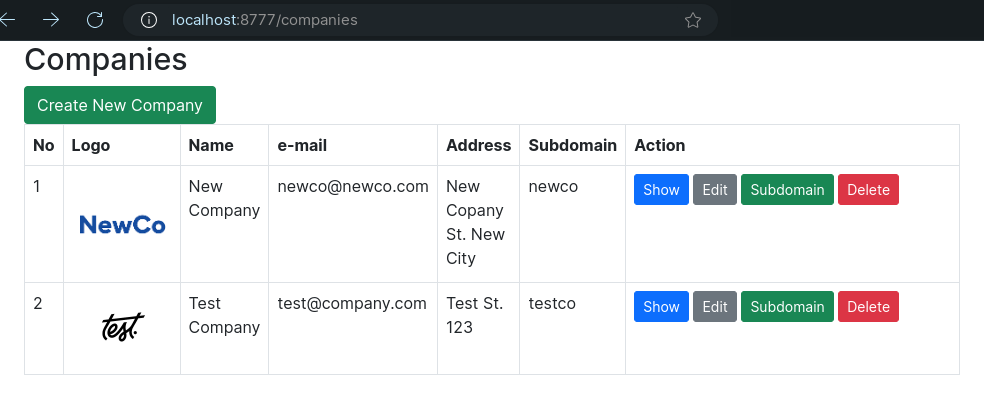 localhost:8777/companies
Companies
Create New Company
No Logo Name e-mail Address Subdomain Action
1 NewCo New Company newco@newco.com New Copany St. New City newco Show Edit Subdomain Delete
2 test. Test Company test@company.com Test St. 123 testco Show Edit Subdomain Delete